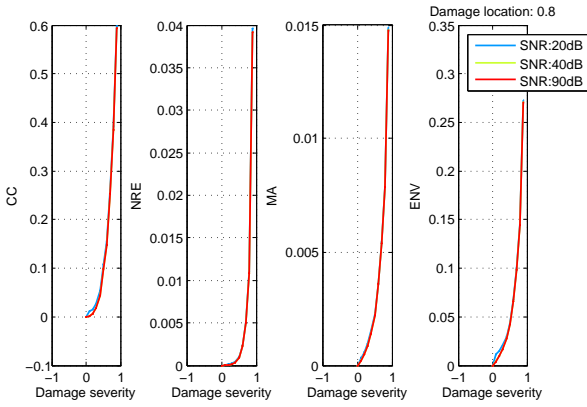 Damage location: 0.8
SNR:20dB
SNR:40dB
SNR:90dB
CC
0.6
0.5
0.4
0.3
0.2
0.1
0
−0.1
−1 0 1
Damage severity
NRE
0.04
0.035
0.03
0.025
0.02
0.015
0.01
0.005
0
−1 0 1
Damage severity
MA
0.015
0.01
0.005
0
−1 0 1
Damage severity
ENV
0.35
0.3
0.25
0.2
0.15
0.1
0.05
0
−1 0 1
Damage severity